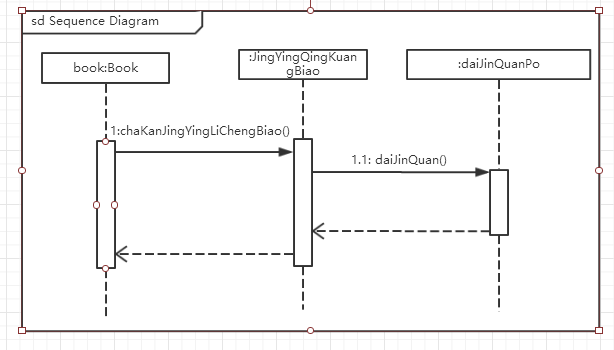 sd Sequence Diagram
book:Book
:JingYingQingKuan
gBiao
:daiJinQuanPo
1:chaKanJingYingLiChengBiao()
1.1: daiJinQuan()